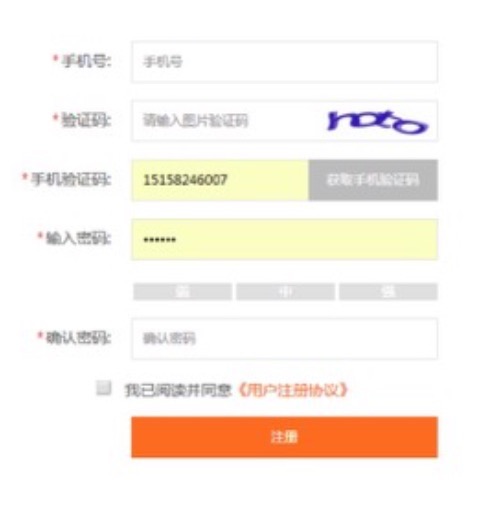 *手机号: 手机号
*验证码: 请输入图片验证码
*手机验证码: 15158246007 获取手机验证码
*输入密码: ••••••
中 强
*确认密码: 确认密码
我已阅读并同意《用户注册协议》
注册